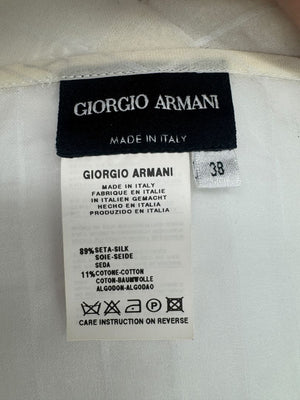 GIORGIO ARMANI
MADE IN ITALY
38
GIORGIO ARMANI
MADE IN ITALY
FABRIQUE EN ITALIE
IN ITALIEN GEMACHT
HECHO EN ITALIA
PRODUZIDO EM ITALIA
89%SETA-SILK
SOIE-SEIDE
SEDA
11%COTONE-COTTON
COTON-BAUMWOLLE
ALGODON-ALGODAO
CARE INSTRUCTION ON REVERSE